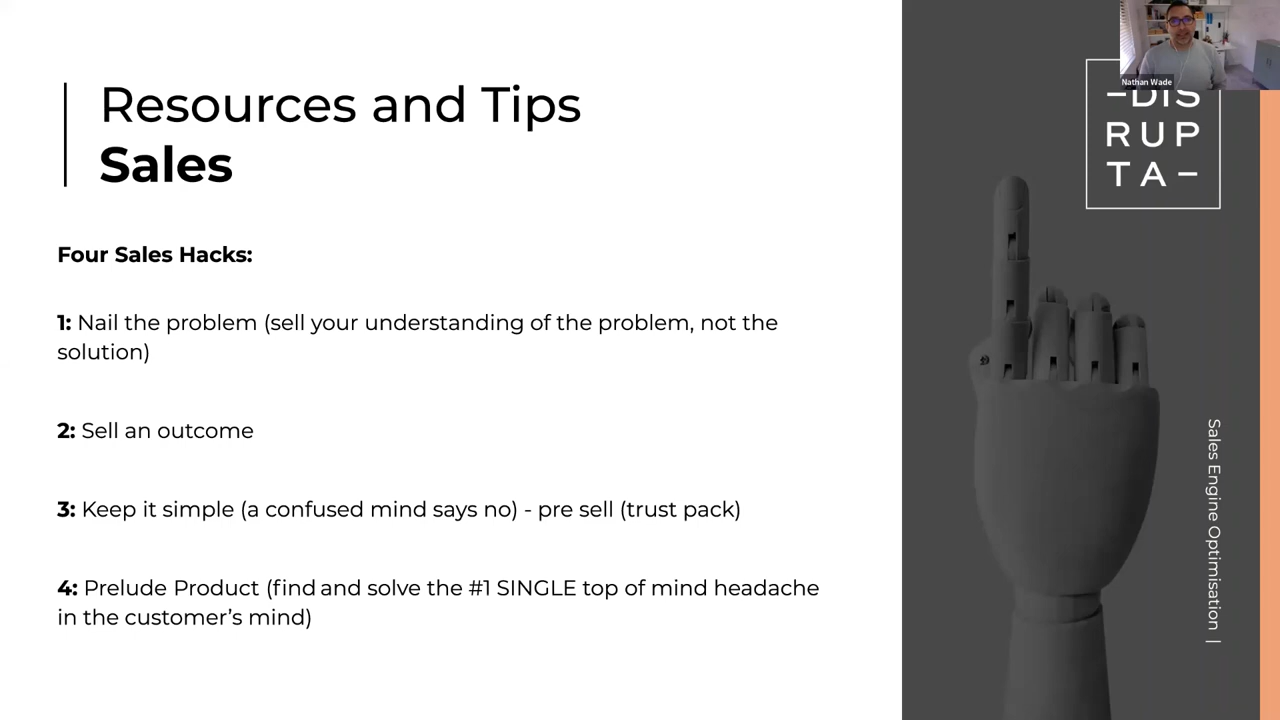 Resources and Tips
Sales
Four Sales Hacks:
1: Nail the problem (sell your understanding of the problem, not the
solution)
2: Sell an outcome
3: Keep it simple (a confused mind says no) - pre sell (trust pack)
4: Prelude Product (find and solve the #1 SINGLE top of mind headache
in the customer’s mind)
Nathan Wade
–DIS
RUP
TA–
Sales Engine Optimisation |